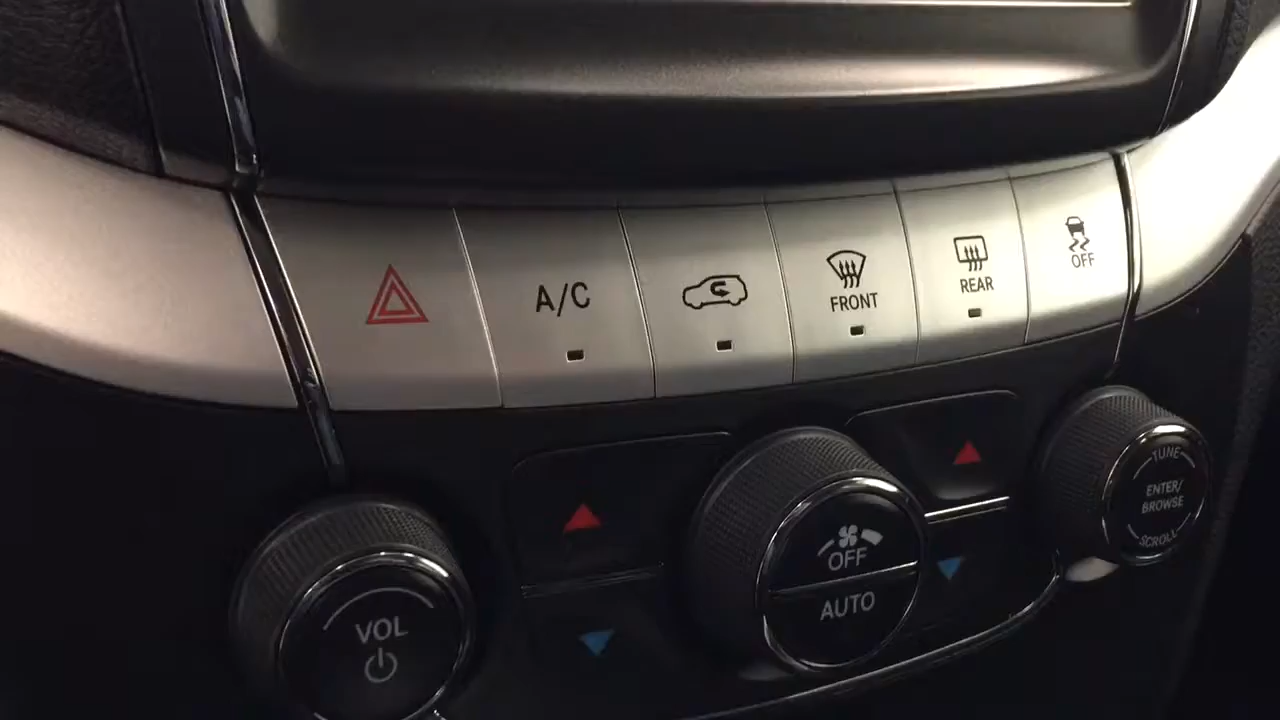 A/C
FRONT
REAR
OFF
VOL
OFF
AUTO
TUNE
ENTER/
BROWSE
SCROLL